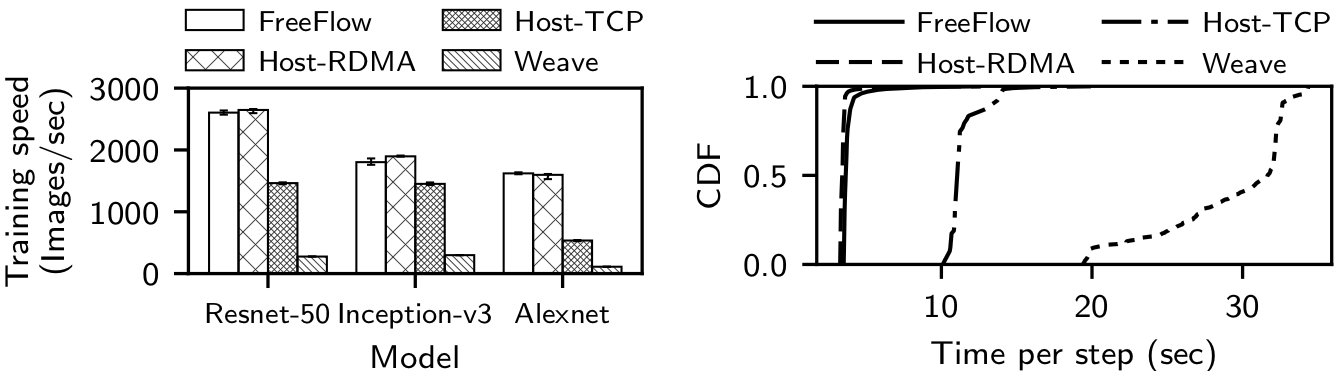 FreeFlow Host-TCP
Host-RDMA Weave
Training speed
(Images/sec)
3000
2000
1000
0
Resnet-50 Inception-v3 Alexnet
Model
FreeFlow Host-TCP
Host-RDMA Weave
CDF
1.0
0.5
0.0
10 20 30
Time per step (sec)